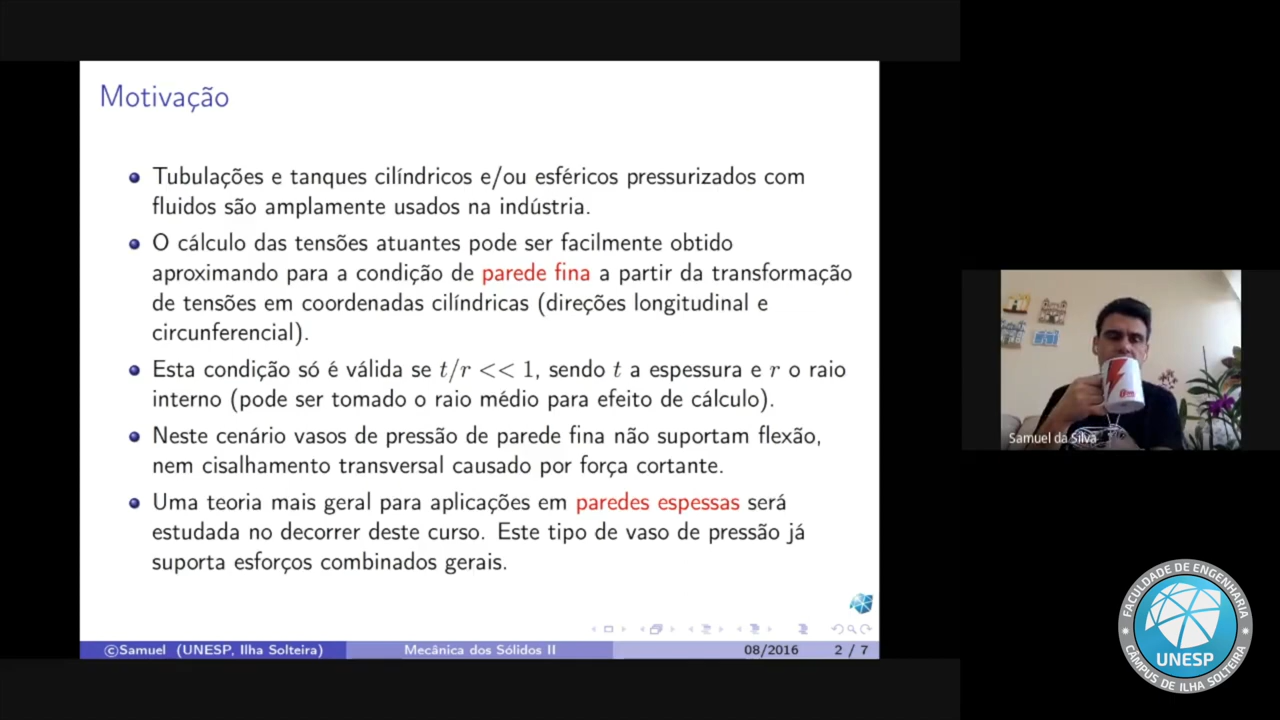 Motivação
Tubulações e tanques cilíndricos e/ou esféricos pressurizados com
fluidos são amplamente usados na indústria.
O cálculo das tensões atuantes pode ser facilmente obtido
aproximando para a condição de parede fina a partir da transformação
de tensões em coordenadas cilíndricas (direções longitudinal e
circunferencial).
Esta condição só é válida se t/r << 1, sendo t a espessura e r o raio
interno (pode ser tomado o raio médio para efeito de cálculo).
Neste cenário vasos de pressão de parede fina não suportam flexão,
nem cisalhamento transversal causado por força cortante.
Uma teoria mais geral para aplicações em paredes espessas será
estudada no decorrer deste curso. Este tipo de vaso de pressão já
suporta esforços combinados gerais.
©Samuel (UNESP, Ilha Solteira) Mecânica dos Sólidos II 08/2016 2 / 7
Samuel da Silva
FACULDADE DE ENGENHARIA
UNESP
CÂMPUS DE ILHA SOLTEIRA